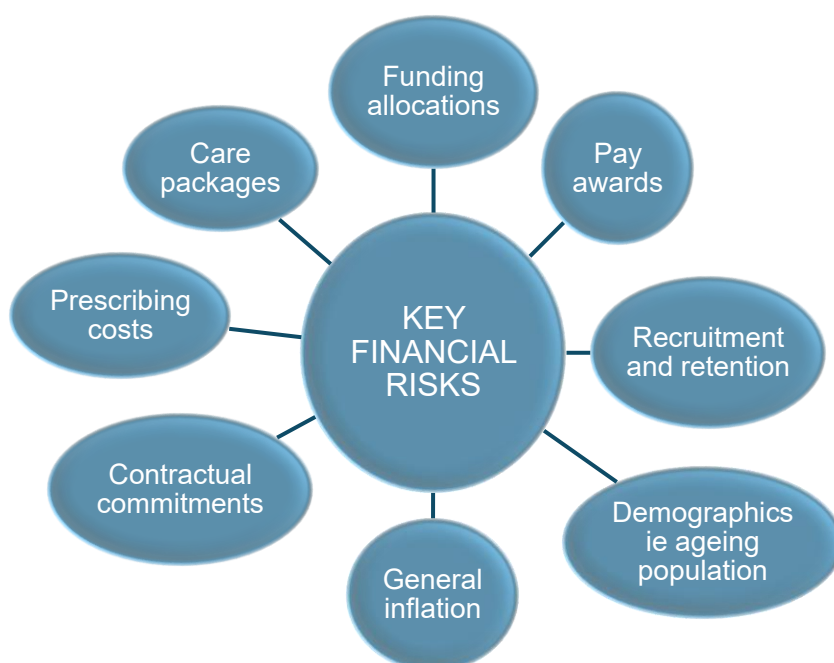 Funding
allocations
Pay
awards
Recruitment
and retention
Demographics
ie ageing
population
General
inflation
Contractual
commitments
Prescribing
costs
Care
packages
KEY
FINANCIAL
RISKS